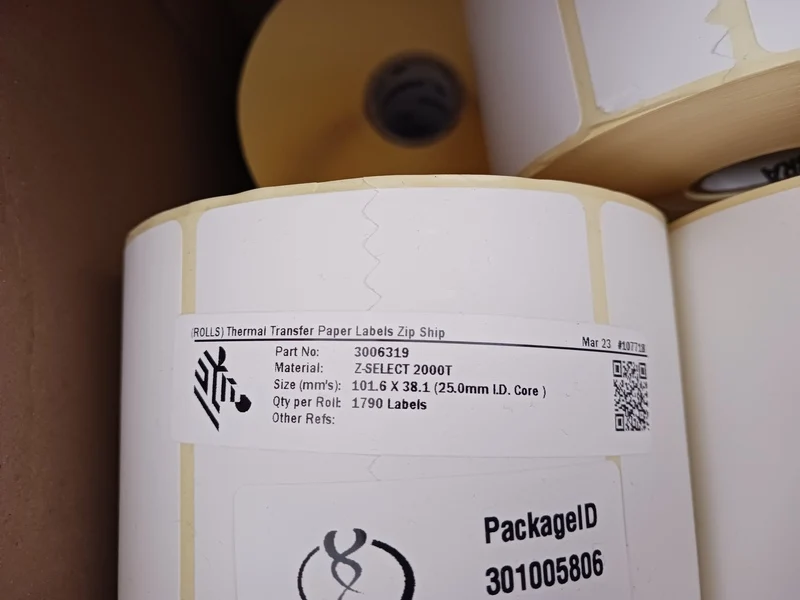 (ROLLS) Thermal Transfer Paper Labels Zip Ship
Mar 23 #107718
Part No: 3006319
Material: Z-SELECT 2000T
Size (mm's): 101.6 X 38.1 (25.0mm I.D. Core )
Qty per Roll: 1790 Labels
Other Refs:
PackageID
301005806